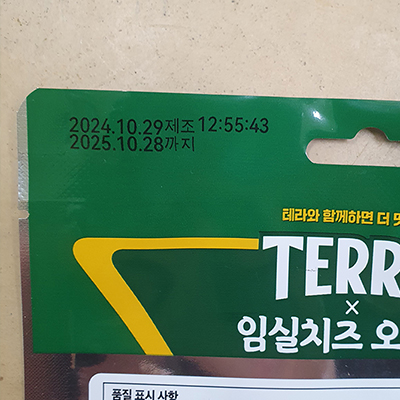 2024.10.29제조 12:55:43
2025.10.28까지
테라와 함께하면 더
TERR
×
임실치즈 오
품질 표시 사항